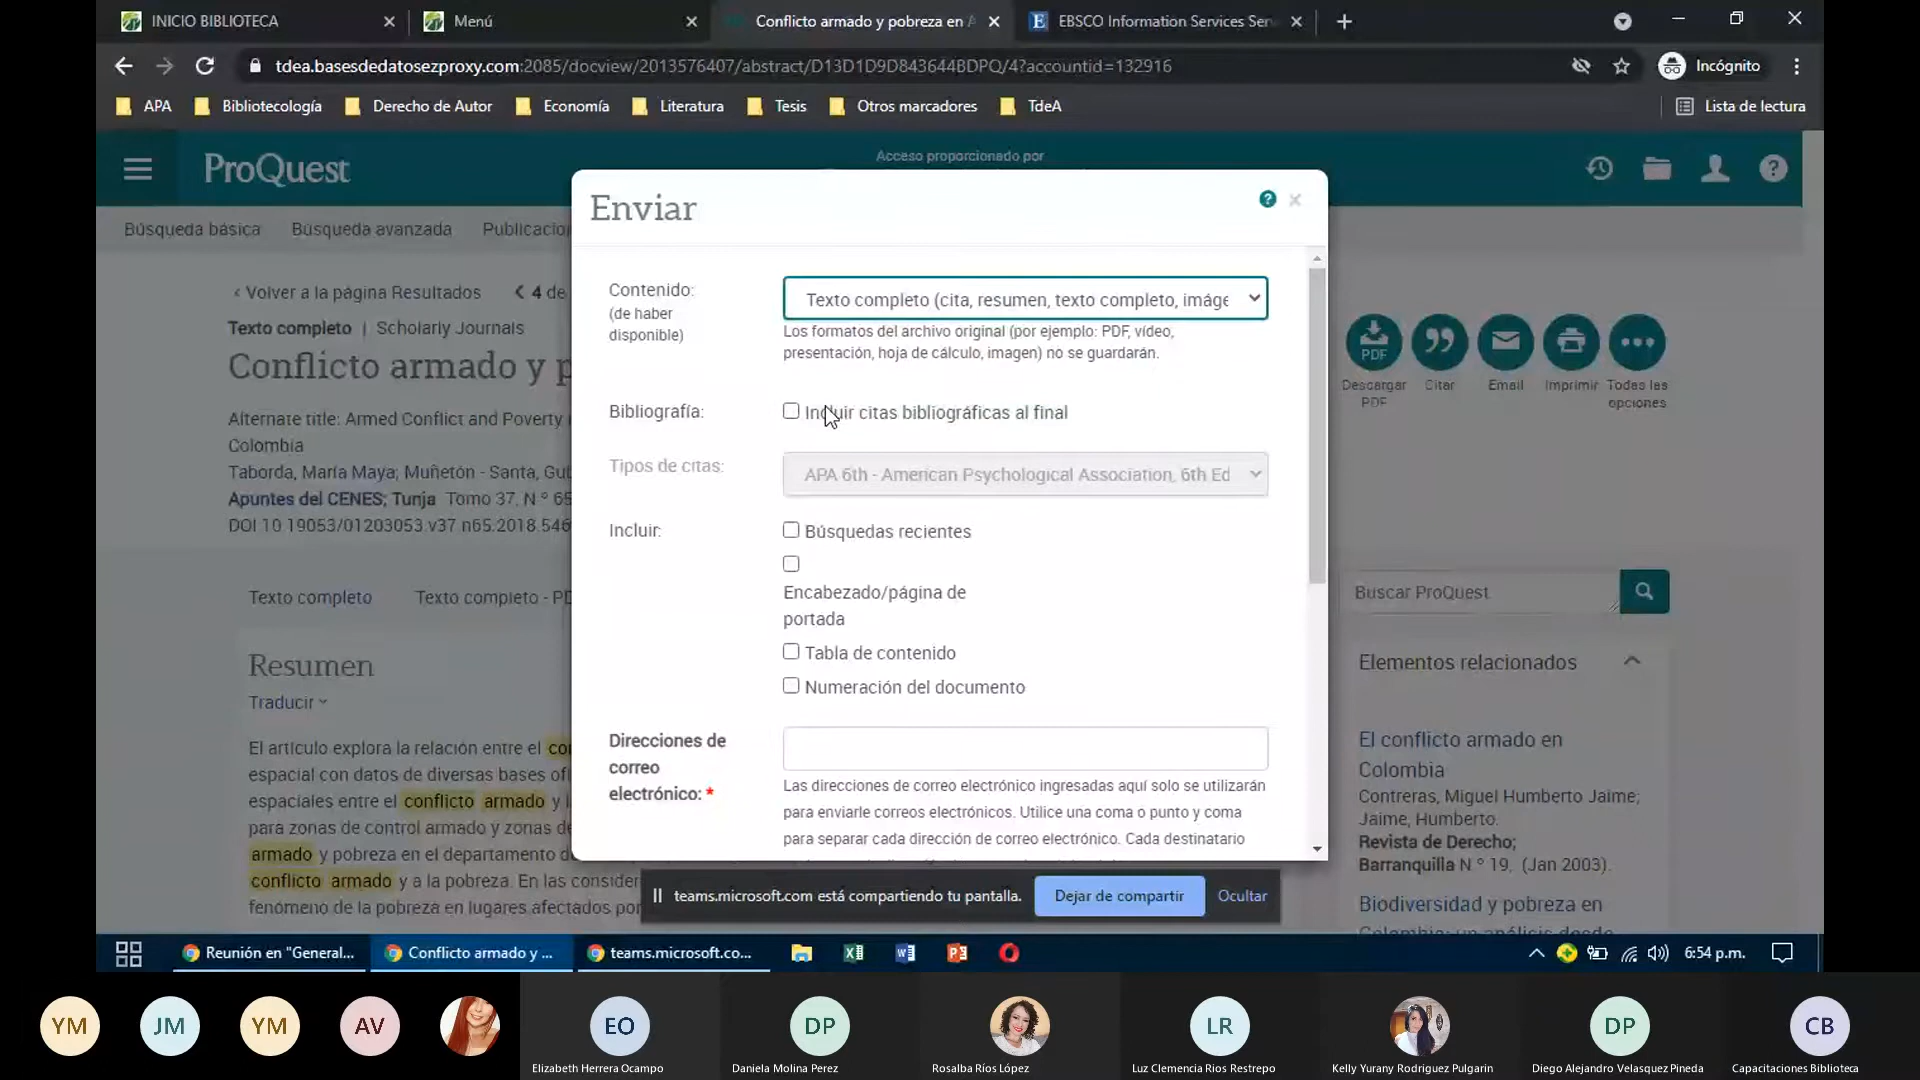 INICIO BIBLIOTECA
Menú
Conflicto armado y pobreza en A
EBSCO Information Services Ser
tdea.basesdedatosezproxy.com:2085/docview/2013576407/abstract/D13D1D9D843644BDPQ/4?accountid=132916
Incógnito
APA
Bibliotecología
Derecho de Autor
Economía
Literatura
Tesis
Otros marcadores
TdeA
Lista de lectura
ProQuest
Acceso proporcionado por
Búsqueda básica
Búsqueda avanzada
Publicacio
Enviar
Contenido:
(de haber
disponible)
Texto completo (cita, resumen, texto completo, imáge
Los formatos del archivo original (por ejemplo: PDF, vídeo,
presentación, hoja de cálculo, imagen) no se guardarán.
Bibliografía:
Incluir citas bibliográficas al final
Tipos de citas:
APA 6th - American Psychological Association, 6th Ed
Incluir:
Búsquedas recientes
Encabezado/página de
portada
Tabla de contenido
Numeración del documento
Direcciones de
correo
electrónico: *
Las direcciones de correo electrónico ingresadas aquí solo se utilizarán
para enviarle correos electrónicos. Utilice una coma o punto y coma
para separar cada dirección de correo electrónico. Cada destinatario
‹ Volver a la página Resultados
4 de
Texto completo | Scholarly Journals
Conflicto armado y p
Alternate title: Armed Conflict and Poverty
Colombia
Taborda, María Maya; Muñetón - Santa, Gu
Apuntes del CENES; Tunja Tomo 37, N.º 65
DOI:10.19053/01203053.v37.n65.2018.546
Texto completo
Texto completo - PD
Resumen
Traducir
El artículo explora la relación entre el co
espacial con datos de diversas bases ofi
espaciales entre el conflicto armado y l
para zonas de control armado y zonas de
armado y pobreza en el departamento de
conflicto armado y a la pobreza. En las consider
fenómeno de la pobreza en lugares afectados por
PDF
Descargar
PDF
Citar
Email
Imprimir
Todas las
opciones
Buscar ProQuest
Elementos relacionados
El conflicto armado en
Colombia
Contreras, Miguel Humberto Jaime;
Jaime, Humberto.
Revista de Derecho;
Barranquilla N.º 19, (Jan 2003).
Biodiversidad y pobreza en
Colombia: un análisis desde
teams.microsoft.com está compartiendo tu pantalla.
Dejar de compartir
Ocultar
Reunión en "General...
Conflicto armado y ...
teams.microsoft.co...
6:54 p.m.
YM
JM
YM
AV
EO
Elizabeth Herrera Ocampo
DP
Daniela Molina Perez
Rosalba Ríos López
LR
Luz Clemencia Rios Restrepo
Kelly Yurany Rodriguez Pulgarin
DP
Diego Alejandro Velasquez Pineda
CB
Capacitaciones Biblioteca